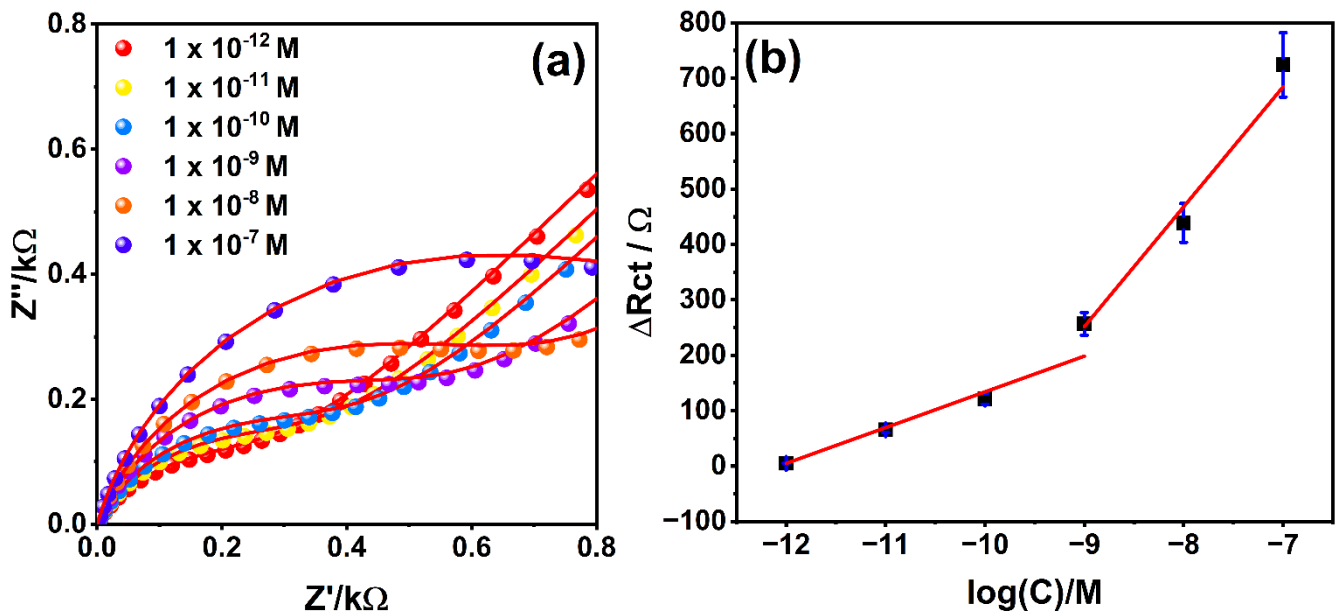 (a)
1 x 10⁻¹² M
1 x 10⁻¹¹ M
1 x 10⁻¹⁰ M
1 x 10⁻⁹ M
1 x 10⁻⁸ M
1 x 10⁻⁷ M
0.8
0.6
0.4
0.2
0.0
Z''/kΩ
0.0 0.2 0.4 0.6 0.8
Z'/kΩ
(b)
800
700
600
500
400
300
200
100
0
−100
ΔRct / Ω
−12 −11 −10 −9 −8 −7
log(C)/M